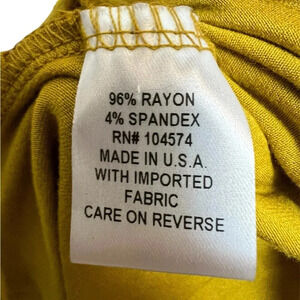 96% RAYON
4% SPANDEX
RN# 104574
MADE IN U.S.A.
WITH IMPORTED
FABRIC
CARE ON REVERSE